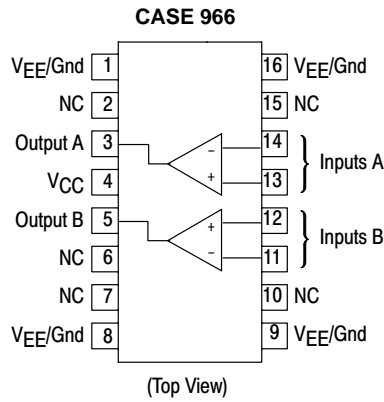 CASE 966
VEE/Gnd 1 16 VEE/Gnd
NC 2 15 NC
Output A 3 – 14
VCC 4 + 13
Inputs A
Output B 5 + 12
NC 6 – 11
Inputs B
NC 7 10 NC
VEE/Gnd 8 9 VEE/Gnd
(Top View)